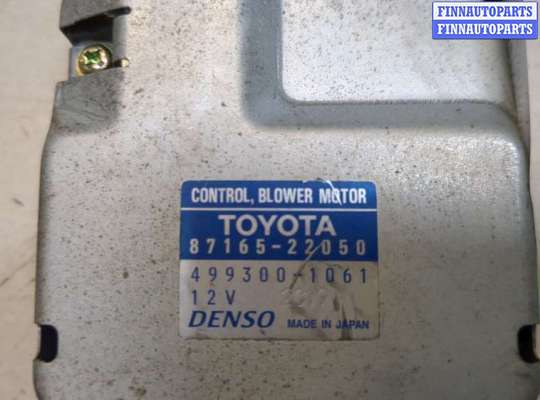 FINNAUTOPARTS
FINNAUTOPARTS
CONTROL, BLOWER MOTOR
TOYOTA
87165-22050
499300-1061
12V
DENSO MADE IN JAPAN